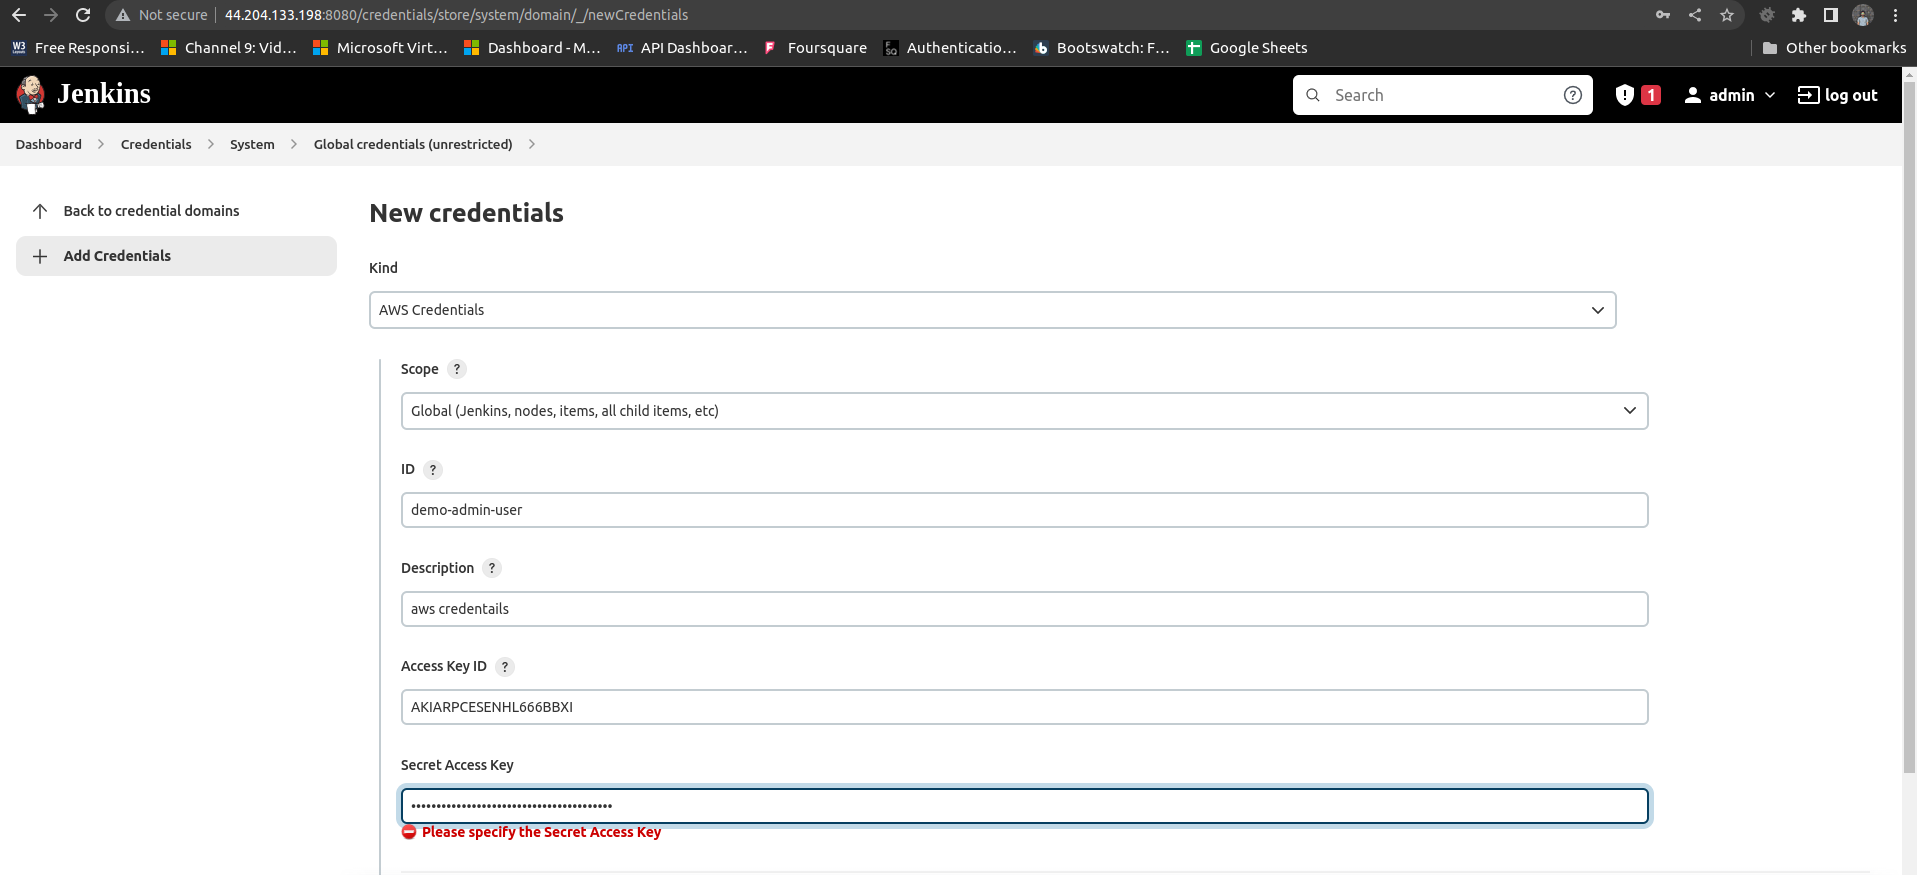 Not secure 44.204.133.198:8080/credentials/store/system/domain/_/newCredentials
Free Responsi... Channel 9: Vid... Microsoft Virt... Dashboard - M... API API Dashboar... Foursquare Authenticatio... Bootswatch: F... Google Sheets Other bookmarks
Jenkins Search 1 admin log out
Dashboard Credentials System Global credentials (unrestricted)
Back to credential domains
Add Credentials
New credentials
Kind
AWS Credentials
Scope ?
Global (Jenkins, nodes, items, all child items, etc)
ID ?
demo-admin-user
Description ?
aws credentails
Access Key ID ?
AKIARPCESENHL666BBXI
Secret Access Key
••••••••••••••••••••••••••••••••••••••••
Please specify the Secret Access Key